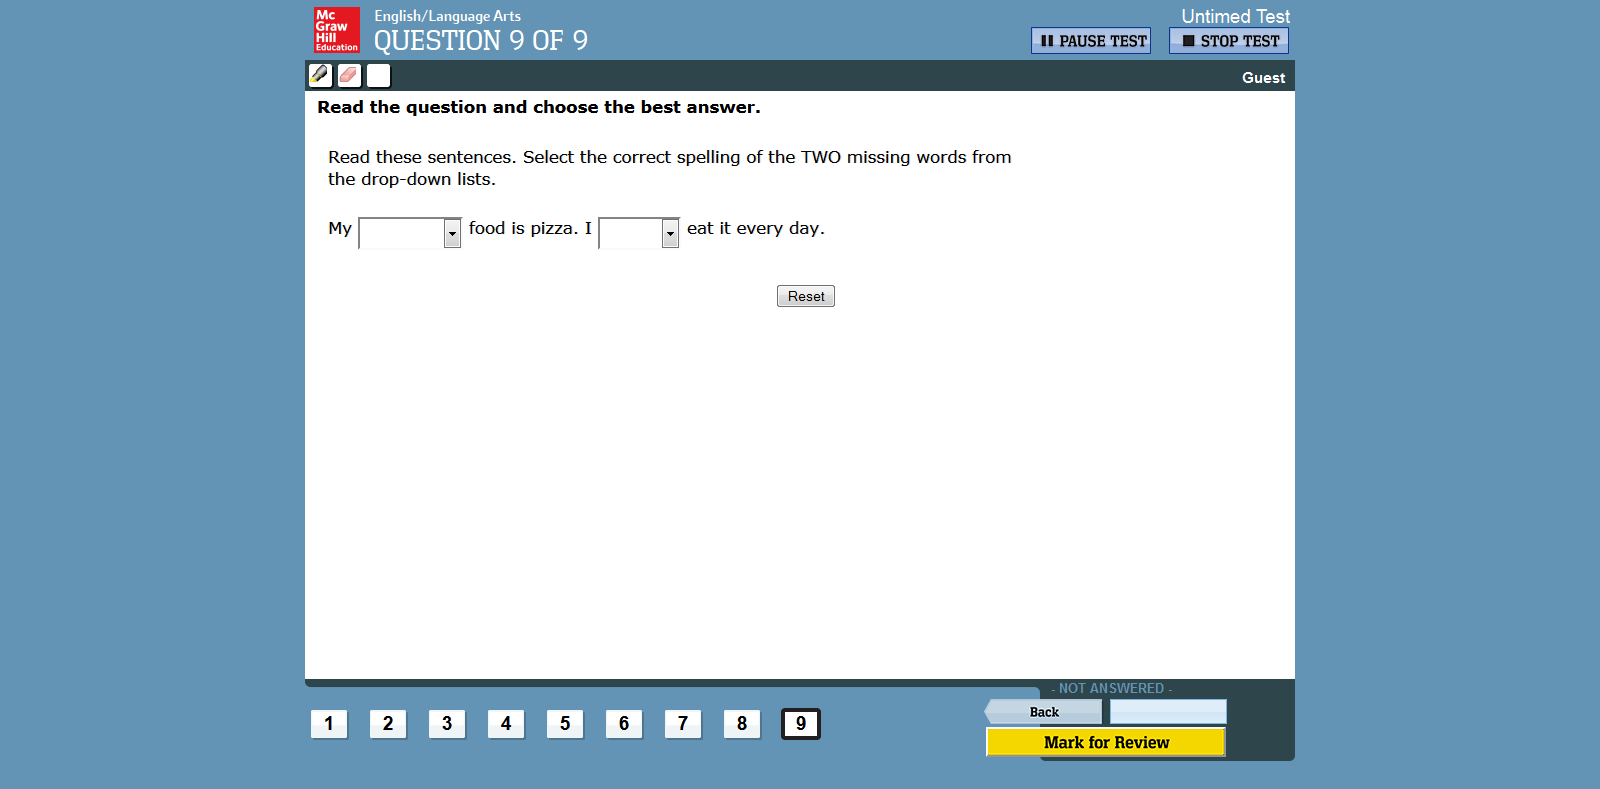 Mc
Graw
Hill
Education
English/Language Arts
QUESTION 9 OF 9
Untimed Test
PAUSE TEST
STOP TEST
Guest
Read the question and choose the best answer.
Read these sentences. Select the correct spelling of the TWO missing words from
the drop-down lists.
My food is pizza. I eat it every day.
Reset
- NOT ANSWERED -
1 2 3 4 5 6 7 8 9
Back
Mark for Review